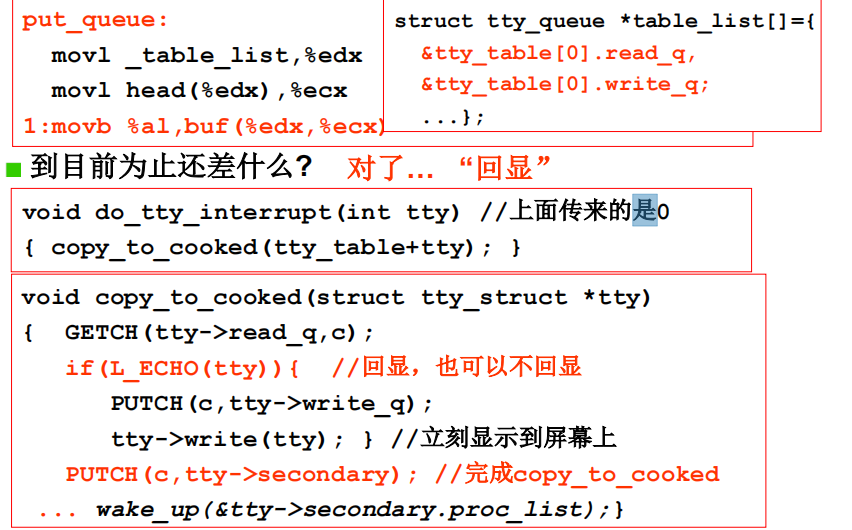 put_queue:
movl _table_list,%edx
movl head(%edx),%ecx
1:movb %al,buf(%edx,%ecx)
struct tty_queue *table_list[]={
&tty_table[0].read_q,
&tty_table[0].write_q;
...};
到目前为止还差什么? 对了… “回显”
void do_tty_interrupt(int tty) //上面传来的是0
{ copy_to_cooked(tty_table+tty); }
void copy_to_cooked(struct tty_struct *tty)
{ GETCH(tty->read_q,c);
if(L_ECHO(tty)){ //回显，也可以不回显
PUTCH(c,tty->write_q);
tty->write(tty); } //立刻显示到屏幕上
PUTCH(c,tty->secondary); //完成copy_to_cooked
... wake_up(&tty->secondary.proc_list);}